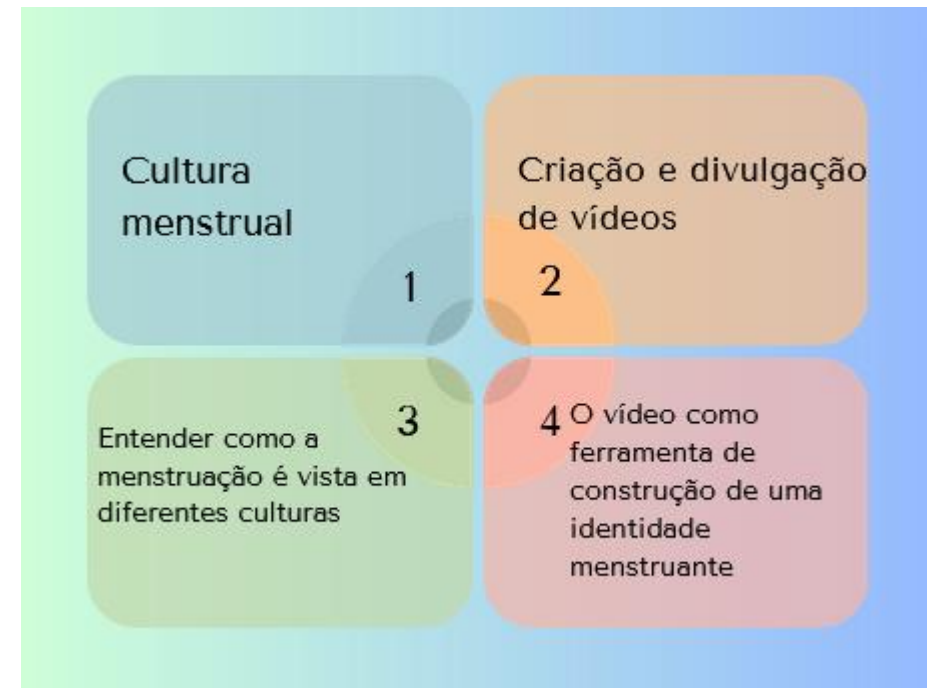 Cultura
menstrual
1
Criação e divulgação
de vídeos
2
3
Entender como a
menstruação é vista em
diferentes culturas
4
O vídeo como
ferramenta de
construção de uma
identidade
menstruante